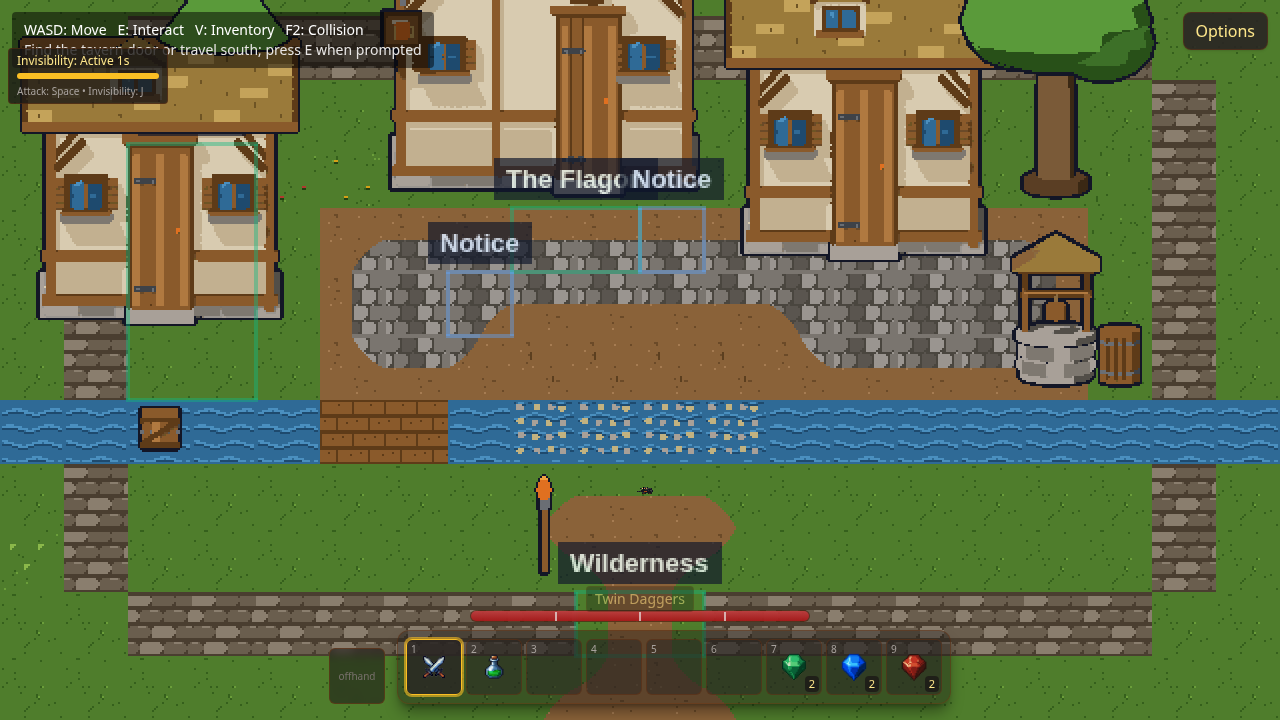 WASD: Move E: Interact V: Inventory F2: Collision
Find the tavern door or travel south; press E when prompted
Invisibility: Active 1s
Attack: Space • Invisibility: J
Options
The Flago
Notice
Notice
Wilderness
Twin Daggers
offhand
1
2
3
4
5
6
7
8
9
2
2
2